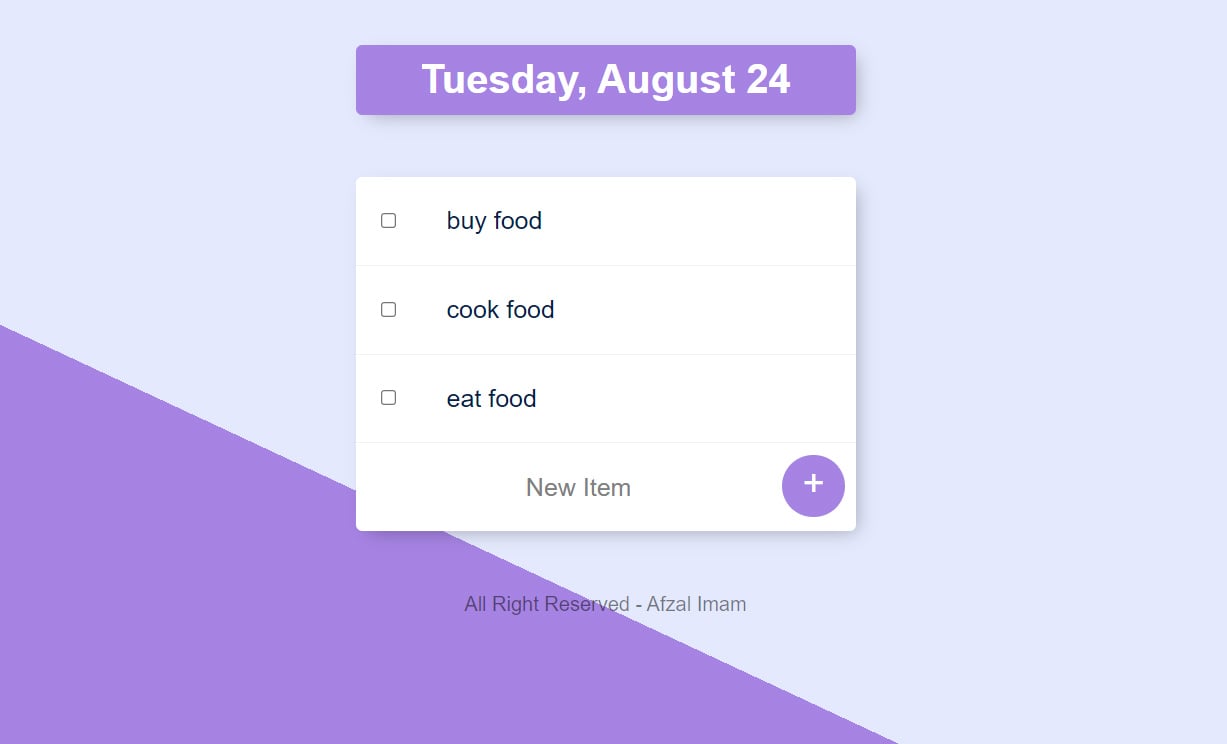 Tuesday, August 24
buy food
cook food
eat food
New Item
+
All Right Reserved - Afzal Imam